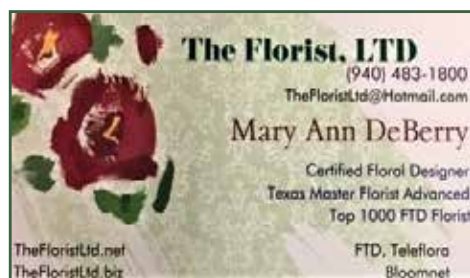 The Florist, LTD
(940) 483-1800
TheFloristLtd@Hotmail.com
Mary Ann DeBerry
Certified Floral Designer
Texas Master Florist Advanced
Top 1000 FTD Florist
TheFloristLtd.net
TheFloristLtd.biz
FTD, Teleflora
Bloomnet